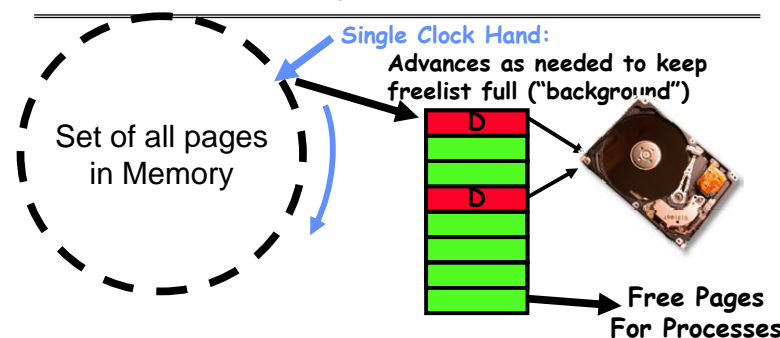 Single Clock Hand:
Advances as needed to keep
freelist full ("background")
D
Set of all pages
in Memory
D
Free Pages
For Processes